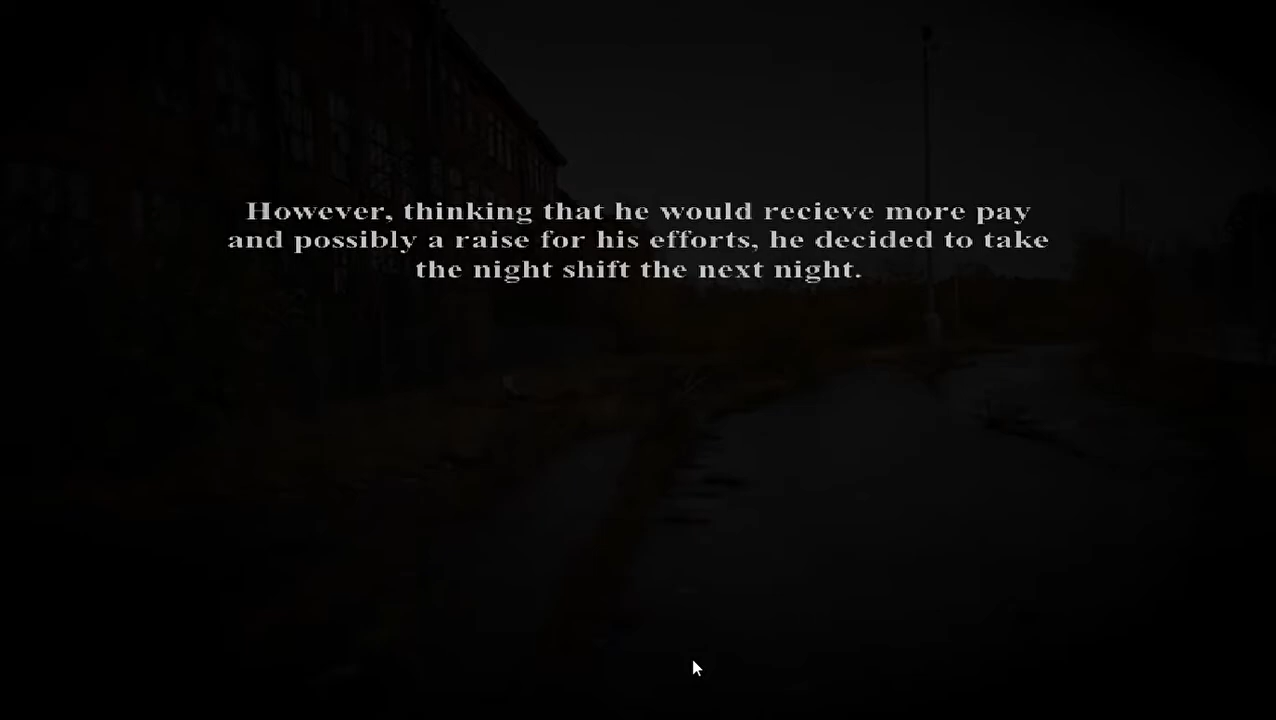 However, thinking that he would recieve more pay
and possibly a raise for his efforts, he decided to take
the night shift the next night.